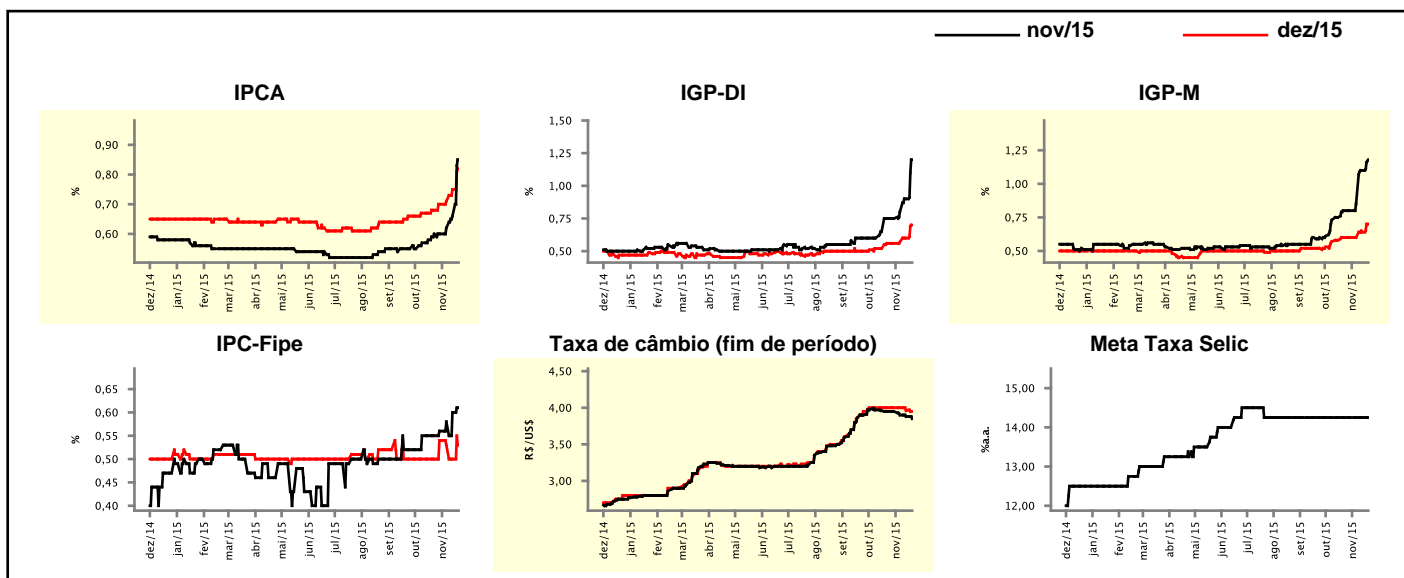 nov/15 dez/15
IPCA
%
0,90
0,80
0,70
0,60
dez/14 jan/15 fev/15 mar/15 abr/15 mai/15 jun/15 jul/15 ago/15 set/15 out/15 nov/15
IGP-DI
%
1,50
1,25
1,00
0,75
0,50
dez/14 jan/15 fev/15 mar/15 abr/15 mai/15 jun/15 jul/15 ago/15 set/15 out/15 nov/15
IGP-M
%
1,25
1,00
0,75
0,50
dez/14 jan/15 fev/15 mar/15 abr/15 mai/15 jun/15 jul/15 ago/15 set/15 out/15 nov/15
IPC-Fipe
%
0,65
0,60
0,55
0,50
0,45
0,40
dez/14 jan/15 fev/15 mar/15 abr/15 mai/15 jun/15 jul/15 ago/15 set/15 out/15 nov/15
Taxa de câmbio (fim de período)
R$/US$
4,50
4,00
3,50
3,00
dez/14 jan/15 fev/15 mar/15 abr/15 mai/15 jun/15 jul/15 ago/15 set/15 out/15 nov/15
Meta Taxa Selic
%a.a.
15,00
14,00
13,00
12,00
dez/14 jan/15 fev/15 mar/15 abr/15 mai/15 jun/15 jul/15 ago/15 set/15 out/15 nov/15